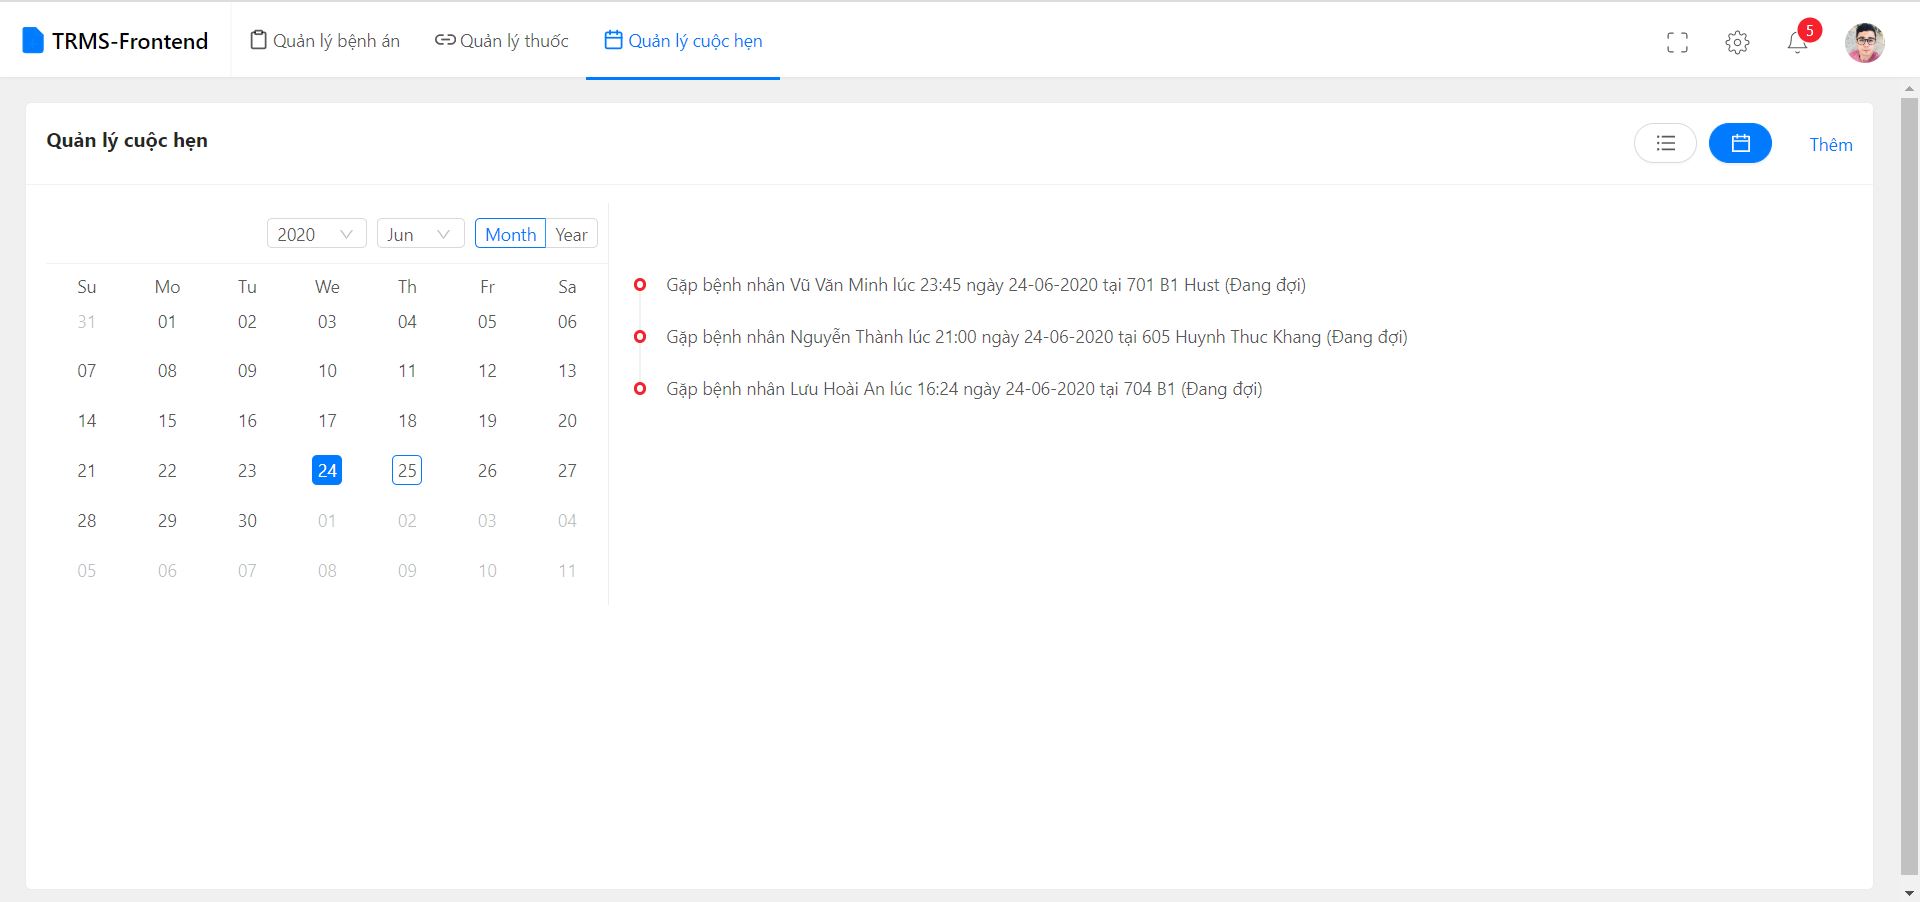 TRMS-Frontend Quản lý bệnh án Quản lý thuốc Quản lý cuộc hẹn 5
Quản lý cuộc hẹn Thêm
2020 Jun Month Year
Su Mo Tu We Th Fr Sa
31 01 02 03 04 05 06
07 08 09 10 11 12 13
14 15 16 17 18 19 20
21 22 23 24 25 26 27
28 29 30 01 02 03 04
05 06 07 08 09 10 11
Gặp bệnh nhân Vũ Văn Minh lúc 23:45 ngày 24-06-2020 tại 701 B1 Hust (Đang đợi)
Gặp bệnh nhân Nguyễn Thành lúc 21:00 ngày 24-06-2020 tại 605 Huynh Thuc Khang (Đang đợi)
Gặp bệnh nhân Lưu Hoài An lúc 16:24 ngày 24-06-2020 tại 704 B1 (Đang đợi)